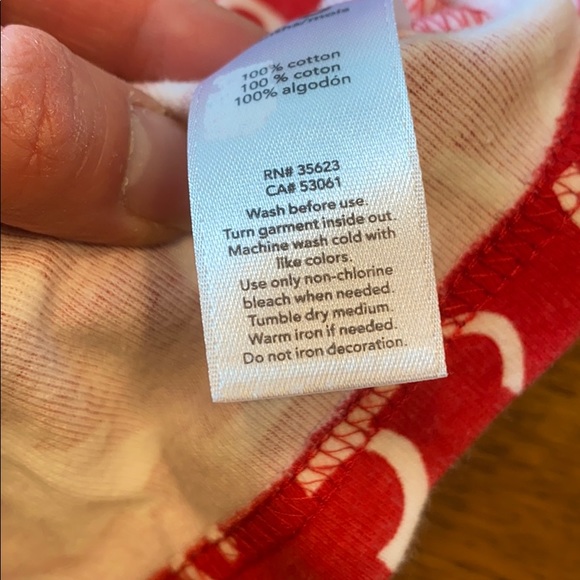 100% cotton
100 % coton
100% algodón
RN# 35623
CA# 53061
Wash before use.
Turn garment inside out.
Machine wash cold with
like colors.
Use only non-chlorine
bleach when needed.
Tumble dry medium.
Warm iron if needed.
Do not iron decoration.